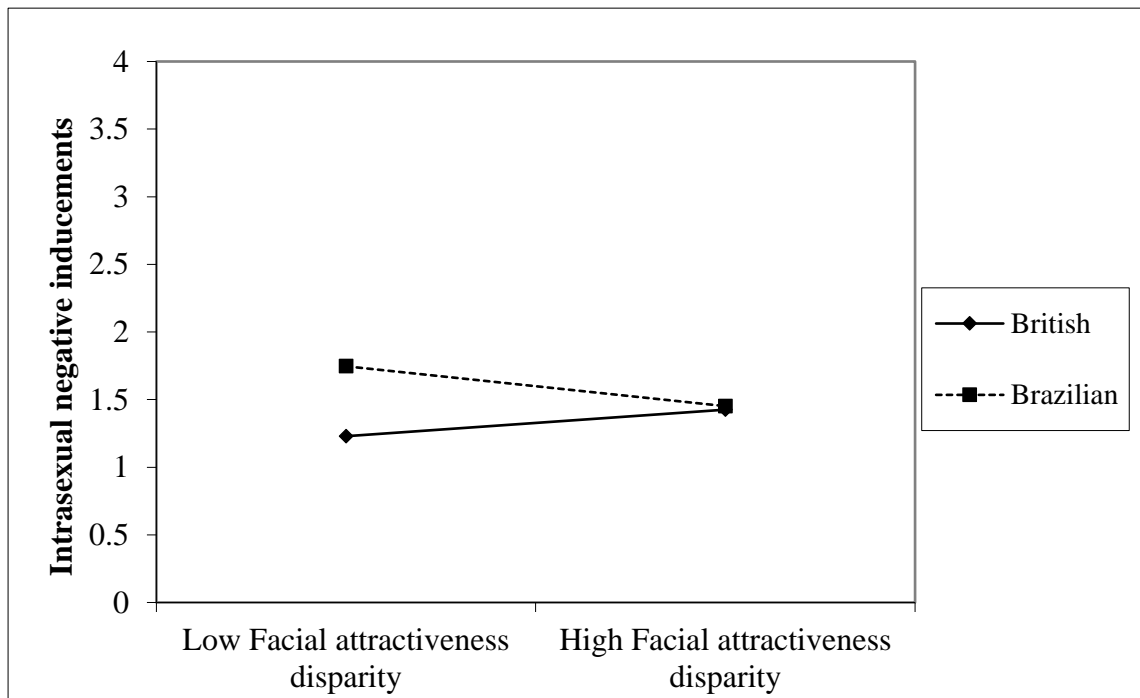 Intrasexual negative inducements
4
3.5
3
2.5
2
1.5
1
0.5
0
Low Facial attractiveness
disparity
High Facial attractiveness
disparity
British
Brazilian